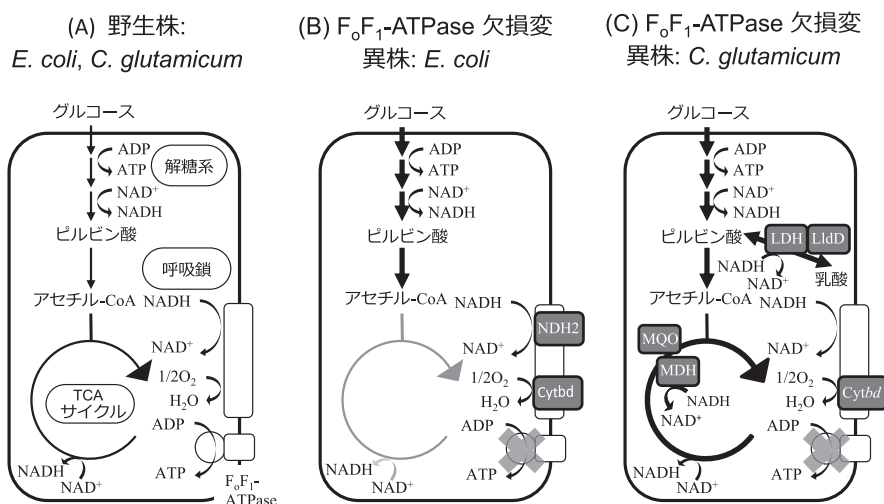 (A) 野生株:
E. coli, C. glutamicum
グルコース
ADP
解糖系
ATP
NAD⁺
NADH
ピルビン酸
呼吸鎖
アセチル-CoA NADH
NAD⁺
1/2O₂
TCA
サイクル
H₂O
ADP
NADH
ATP
NAD⁺
FₒF₁-
ATPase
(B) FₒF₁-ATPase 欠損変
異株: E. coli
グルコース
ADP
ATP
NAD⁺
NADH
ピルビン酸
アセチル-CoA NADH
NDH2
NAD⁺
1/2O₂
Cytbd
H₂O
ADP
NADH
ATP
NAD⁺
(C) FₒF₁-ATPase 欠損変
異株: C. glutamicum
グルコース
ADP
ATP
NAD⁺
NADH
ピルビン酸 LDH LldD
NADH
NAD⁺ 乳酸
アセチル-CoA NADH
MQO
NAD⁺
MDH
1/2O₂
Cytbd
NADH
H₂O
NAD⁺
ADP
NADH
ATP
NAD⁺